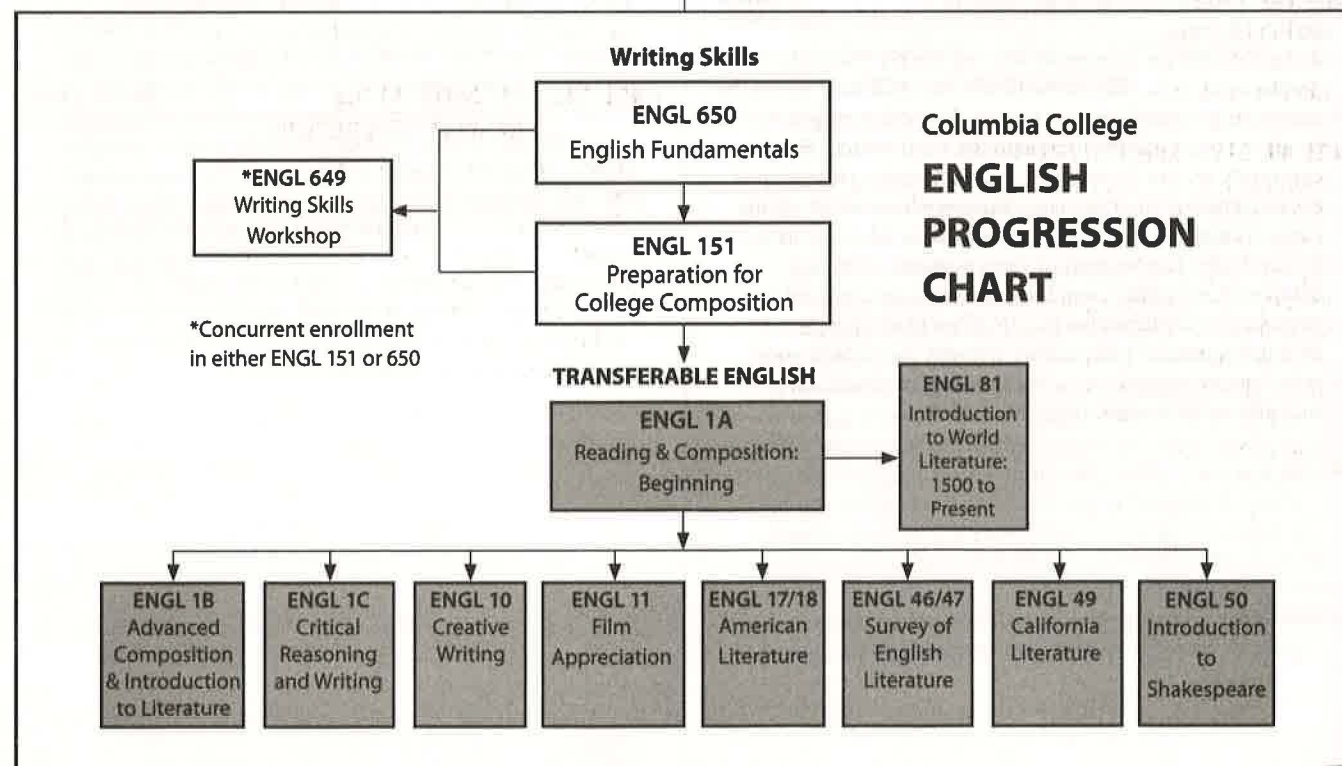 Writing Skills
ENGL 650
English Fundamentals
Columbia College
ENGLISH
PROGRESSION
CHART
*ENGL 649
Writing Skills
Workshop
ENGL 151
Preparation for
College Composition
*Concurrent enrollment
in either ENGL 151 or 650
TRANSFERABLE ENGLISH
ENGL 1A
Reading & Composition:
Beginning
ENGL 81
Introduction
to World
Literature:
1500 to
Present
ENGL 1B
Advanced
Composition
& Introduction
to Literature
ENGL 1C
Critical
Reasoning
and Writing
ENGL 10
Creative
Writing
ENGL 11
Film
Appreciation
ENGL 17/18
American
Literature
ENGL 46/47
Survey of
English
Literature
ENGL 49
California
Literature
ENGL 50
Introduction
to
Shakespeare